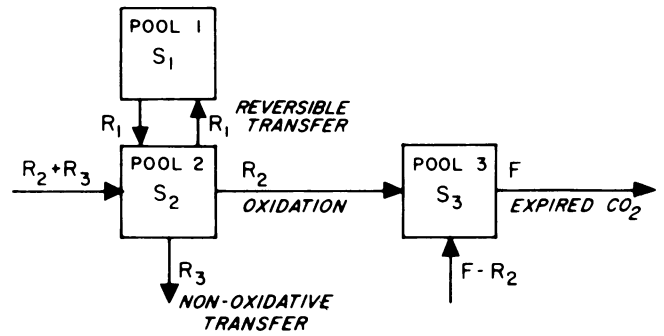 POOL 1
S₁
R₁
R₁
REVERSIBLE
TRANSFER
R₂+R₃
POOL 2
S₂
R₂
OXIDATION
POOL 3
S₃
F
EXPIRED CO₂
R₃
F-R₂
NON-OXIDATIVE
TRANSFER